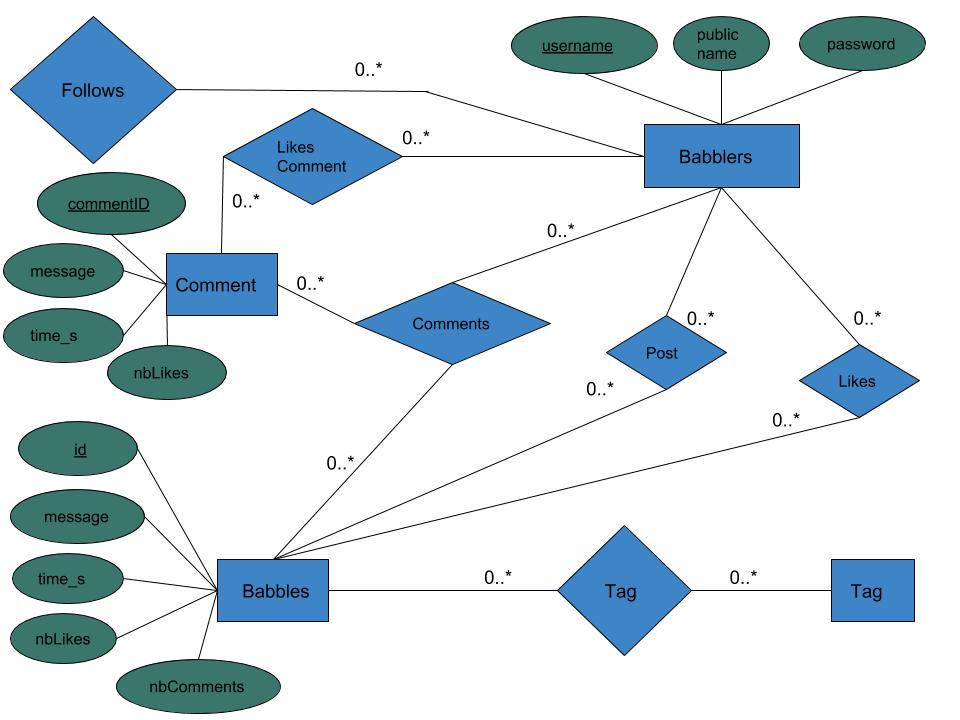 username
public
name
password
Follows
0..*
Babblers
Likes
Comment
0..*
0..*
commentID
message
time_s
nbLikes
Comment
0..*
0..*
Comments
0..*
Post
0..*
0..*
Likes
0..*
0..*
id
message
time_s
nbLikes
nbComments
Babbles
0..*
Tag
0..*
Tag